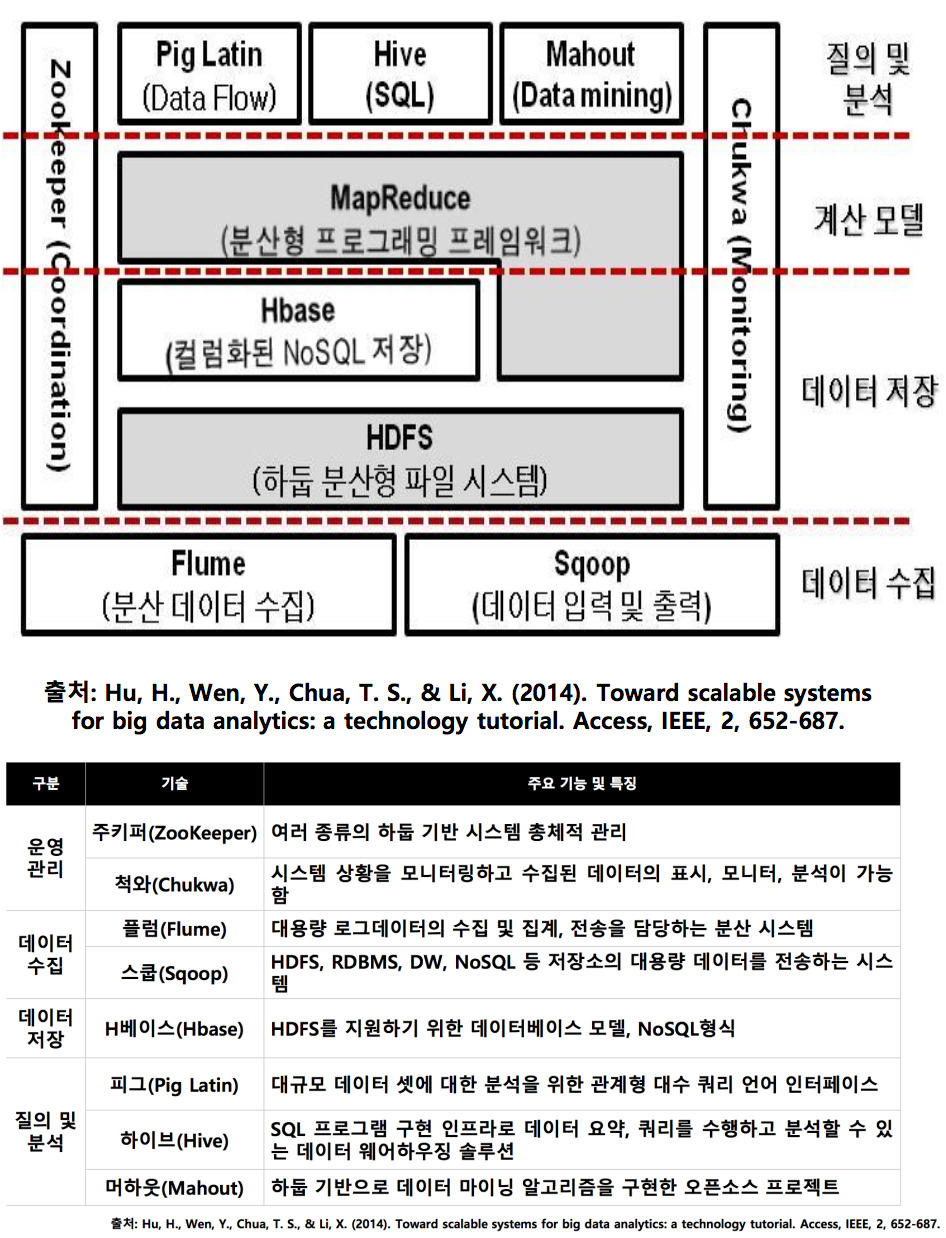 Zookeeper (Coordination)
Pig Latin
(Data Flow)
Hive
(SQL)
Mahout
(Data mining)
Chukwa (Monitoring)
질의 및
분석
MapReduce
(분산형 프로그래밍 프레임워크)
계산 모델
Hbase
(컬럼화된 NoSQL 저장)
데이터 저장
HDFS
(하둡 분산형 파일 시스템)
Flume
(분산 데이터 수집)
Sqoop
(데이터 입력 및 출력)
데이터 수집
출처: Hu, H., Wen, Y., Chua, T. S., & Li, X. (2014). Toward scalable systems
for big data analytics: a technology tutorial. Access, IEEE, 2, 652-687.
구분 기술 주요 기능 및 특징
운영
관리
주키퍼(ZooKeeper) 여러 종류의 하둡 기반 시스템 총체적 관리
척와(Chukwa) 시스템 상황을 모니터링하고 수집된 데이터의 표시, 모니터, 분석이 가능
함
데이터
수집
플럼(Flume) 대용량 로그데이터의 수집 및 집계, 전송을 담당하는 분산 시스템
스쿱(Sqoop) HDFS, RDBMS, DW, NoSQL 등 저장소의 대용량 데이터를 전송하는 시스
템
데이터
저장
H베이스(Hbase) HDFS를 지원하기 위한 데이터베이스 모델, NoSQL형식
질의 및
분석
피그(Pig Latin) 대규모 데이터 셋에 대한 분석을 위한 관계형 대수 쿼리 언어 인터페이스
하이브(Hive) SQL 프로그램 구현 인프라로 데이터 요약, 쿼리를 수행하고 분석할 수 있
는 데이터 웨어하우징 솔루션
머하웃(Mahout) 하둡 기반으로 데이터 마이닝 알고리즘을 구현한 오픈소스 프로젝트
출처: Hu, H., Wen, Y., Chua, T. S., & Li, X. (2014). Toward scalable systems for big data analytics: a technology tutorial. Access, IEEE, 2, 652-687.